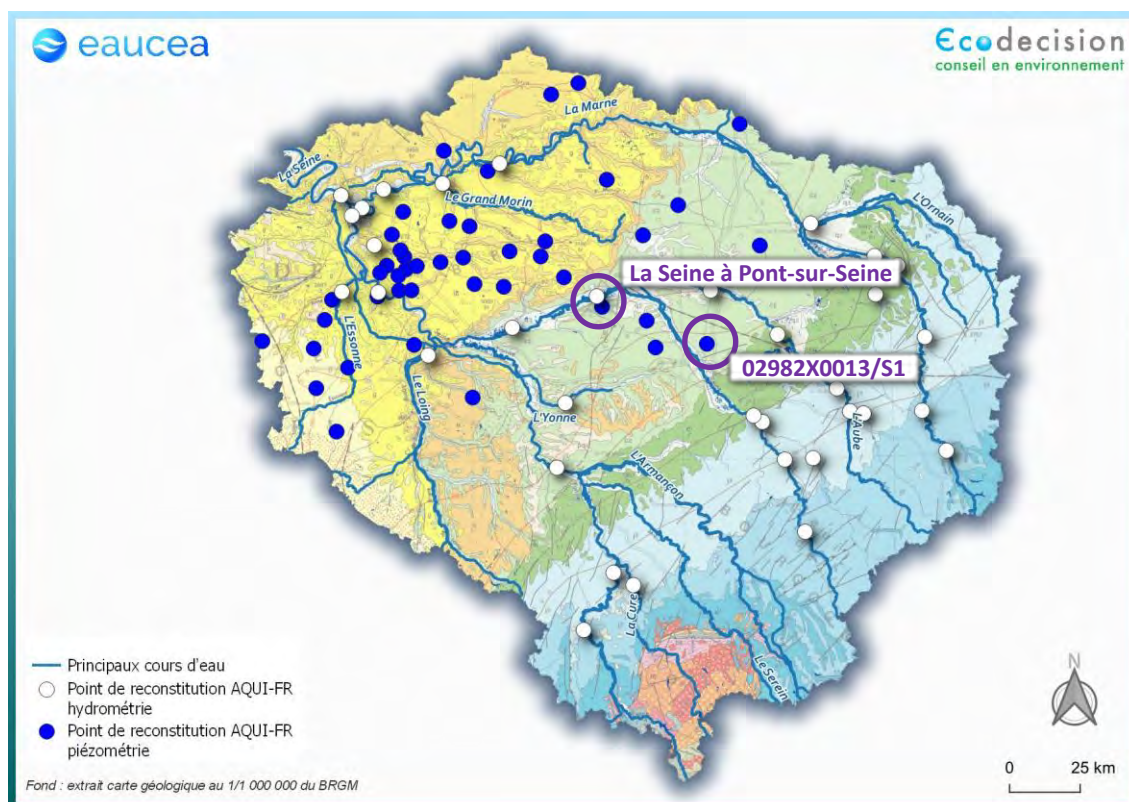 eaucea
Ecodecision
conseil en environnement
La Marne
La Seine
Le Grand Morin
L'Ornain
La Seine à Pont-sur-Seine
02982X0013/S1
L'Essonne
Le Loing
L'Yonne
L'Aube
L'Armançon
La Cure
Le Serein
Principaux cours d'eau
Point de reconstitution AQUI-FR
hydrométrie
Point de reconstitution AQUI-FR
piézométrie
N
0 25 km
Fond : extrait carte géologique au 1/1 000 000 du BRGM